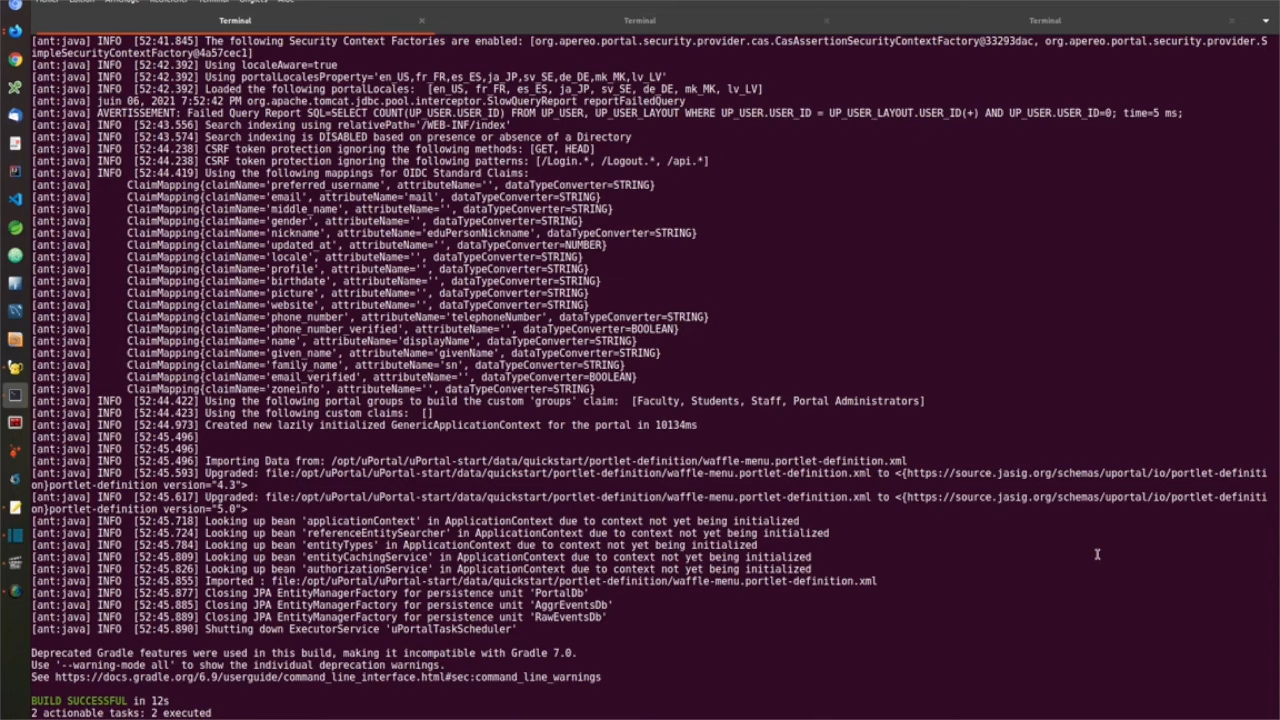 Terminal
Terminal
Terminal
[ant:java] INFO  [52:41.845] The following Security Context Factories are enabled: [org.apereo.portal.security.provider.cas.CasAssertionSecurityContextFactory@33293dac, org.apereo.portal.security.provider.S
impleSecurityContextFactory@4a57cec1]
[ant:java] INFO  [52:42.392] Using localeAware=true
[ant:java] INFO  [52:42.392] Using portalLocalesProperty='en_US,fr_FR,es_ES,ja_JP,sv_SE,de_DE,mk_MK,lv_LV'
[ant:java] INFO  [52:42.392] Loaded the following portalLocales:  [en_US, fr_FR, es_ES, ja_JP, sv_SE, de_DE, mk_MK, lv_LV]
[ant:java] juin 06, 2021 7:52:42 PM org.apache.tomcat.jdbc.pool.interceptor.SlowQueryReport reportFailedQuery
[ant:java] AVERTISSEMENT: Failed Query Report SQL=SELECT COUNT(UP_USER.USER_ID) FROM UP_USER, UP_USER_LAYOUT WHERE UP_USER.USER_ID = UP_USER_LAYOUT.USER_ID(+) AND UP_USER.USER_ID=0; time=5 ms;
[ant:java] INFO  [52:43.556] Search indexing using relativePath='/WEB-INF/index'
[ant:java] INFO  [52:43.574] Search indexing is DISABLED based on presence or absence of a Directory
[ant:java] INFO  [52:44.238] CSRF token protection ignoring the following methods: [GET, HEAD]
[ant:java] INFO  [52:44.238] CSRF token protection ignoring the following patterns: [/Login.*, /Logout.*, /api.*]
[ant:java] INFO  [52:44.419] Using the following mappings for OIDC Standard Claims:
[ant:java]      ClaimMapping{claimName='preferred_username', attributeName='', dataTypeConverter=STRING}
[ant:java]      ClaimMapping{claimName='email', attributeName='mail', dataTypeConverter=STRING}
[ant:java]      ClaimMapping{claimName='middle_name', attributeName='', dataTypeConverter=STRING}
[ant:java]      ClaimMapping{claimName='gender', attributeName='', dataTypeConverter=STRING}
[ant:java]      ClaimMapping{claimName='nickname', attributeName='eduPersonNickname', dataTypeConverter=STRING}
[ant:java]      ClaimMapping{claimName='updated_at', attributeName='', dataTypeConverter=NUMBER}
[ant:java]      ClaimMapping{claimName='locale', attributeName='', dataTypeConverter=STRING}
[ant:java]      ClaimMapping{claimName='profile', attributeName='', dataTypeConverter=STRING}
[ant:java]      ClaimMapping{claimName='birthdate', attributeName='', dataTypeConverter=STRING}
[ant:java]      ClaimMapping{claimName='picture', attributeName='', dataTypeConverter=STRING}
[ant:java]      ClaimMapping{claimName='website', attributeName='', dataTypeConverter=STRING}
[ant:java]      ClaimMapping{claimName='phone_number', attributeName='telephoneNumber', dataTypeConverter=STRING}
[ant:java]      ClaimMapping{claimName='phone_number_verified', attributeName='', dataTypeConverter=BOOLEAN}
[ant:java]      ClaimMapping{claimName='name', attributeName='displayName', dataTypeConverter=STRING}
[ant:java]      ClaimMapping{claimName='given_name', attributeName='givenName', dataTypeConverter=STRING}
[ant:java]      ClaimMapping{claimName='family_name', attributeName='sn', dataTypeConverter=STRING}
[ant:java]      ClaimMapping{claimName='email_verified', attributeName='', dataTypeConverter=BOOLEAN}
[ant:java]      ClaimMapping{claimName='zoneinfo', attributeName='', dataTypeConverter=STRING}
[ant:java] INFO  [52:44.422] Using the following portal groups to build the custom 'groups' claim:  [Faculty, Students, Staff, Portal Administrators]
[ant:java] INFO  [52:44.423] Using the following custom claims:  []
[ant:java] INFO  [52:44.973] Created new lazily initialized GenericApplicationContext for the portal in 10134ms
[ant:java] INFO  [52:45.496]
[ant:java] INFO  [52:45.496]
[ant:java] INFO  [52:45.496] Importing Data from: /opt/uPortal/uPortal-start/data/quickstart/portlet-definition/waffle-menu.portlet-definition.xml
[ant:java] INFO  [52:45.593] Upgraded: file:/opt/uPortal/uPortal-start/data/quickstart/portlet-definition/waffle-menu.portlet-definition.xml to <{https://source.jasig.org/schemas/uportal/io/portlet-definiti
on}portlet-definition version="4.3">
[ant:java] INFO  [52:45.617] Upgraded: file:/opt/uPortal/uPortal-start/data/quickstart/portlet-definition/waffle-menu.portlet-definition.xml to <{https://source.jasig.org/schemas/uportal/io/portlet-definiti
on}portlet-definition version="5.0">
[ant:java] INFO  [52:45.718] Looking up bean 'applicationContext' in ApplicationContext due to context not yet being initialized
[ant:java] INFO  [52:45.724] Looking up bean 'referenceEntitySearcher' in ApplicationContext due to context not yet being initialized
[ant:java] INFO  [52:45.784] Looking up bean 'entityTypes' in ApplicationContext due to context not yet being initialized
[ant:java] INFO  [52:45.809] Looking up bean 'entityCachingService' in ApplicationContext due to context not yet being initialized
[ant:java] INFO  [52:45.826] Looking up bean 'authorizationService' in ApplicationContext due to context not yet being initialized
[ant:java] INFO  [52:45.855] Imported : file:/opt/uPortal/uPortal-start/data/quickstart/portlet-definition/waffle-menu.portlet-definition.xml
[ant:java] INFO  [52:45.877] Closing JPA EntityManagerFactory for persistence unit 'PortalDb'
[ant:java] INFO  [52:45.885] Closing JPA EntityManagerFactory for persistence unit 'AggrEventsDb'
[ant:java] INFO  [52:45.889] Closing JPA EntityManagerFactory for persistence unit 'RawEventsDb'
[ant:java] INFO  [52:45.890] Shutting down ExecutorService 'uPortalTaskScheduler'
Deprecated Gradle features were used in this build, making it incompatible with Gradle 7.0.
Use '--warning-mode all' to show the individual deprecation warnings.
See https://docs.gradle.org/6.9/userguide/command_line_interface.html#sec:command_line_warnings
BUILD SUCCESSFUL in 12s
2 actionable tasks: 2 executed